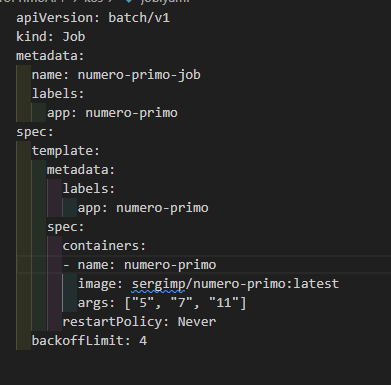 apiVersion: batch/v1
kind: Job
metadata:
  name: numero-primo-job
  labels:
    app: numero-primo
spec:
  template:
    metadata:
      labels:
        app: numero-primo
    spec:
      containers:
      - name: numero-primo
        image: sergimp/numero-primo:latest
        args: ["5", "7", "11"]
      restartPolicy: Never
  backoffLimit: 4